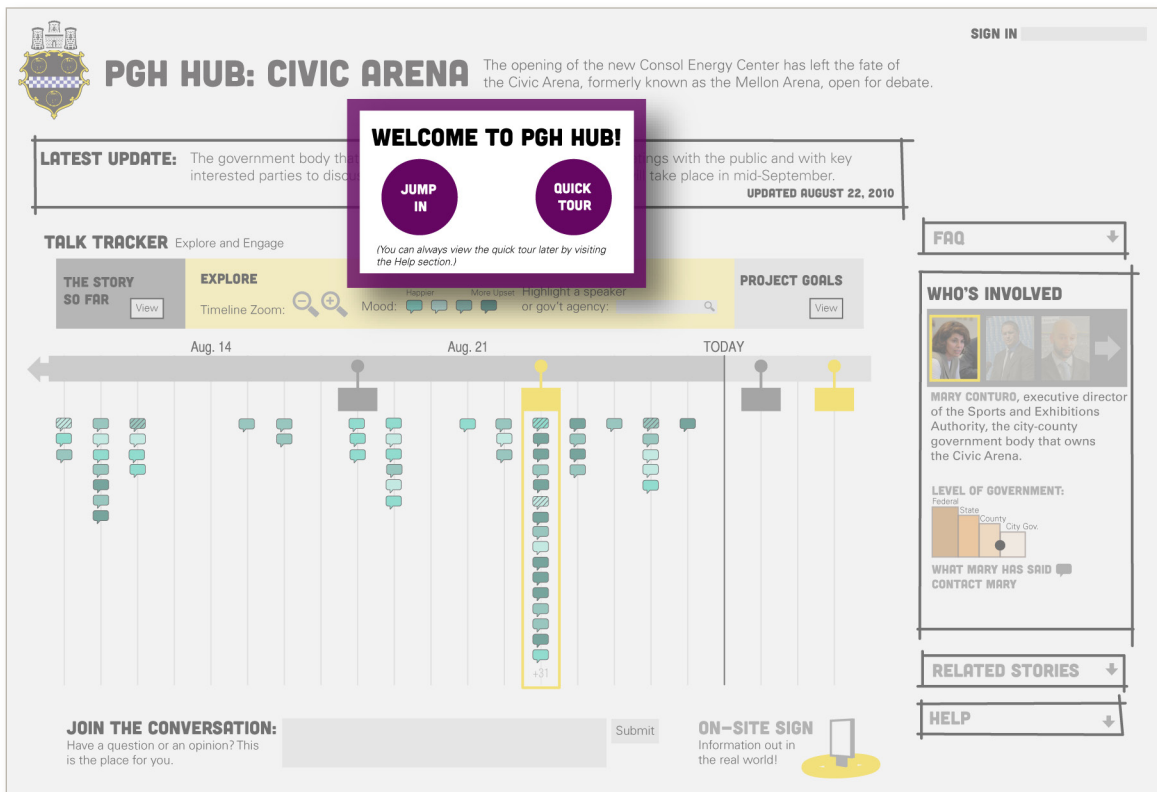 SIGN IN
PGH HUB: CIVIC ARENA
The opening of the new Consol Energy Center has left the fate of
the Civic Arena, formerly known as the Mellon Arena, open for debate.
WELCOME TO PGH HUB!
JUMP
IN
QUICK
TOUR
(You can always view the quick tour later by visiting
the Help section.)
LATEST UPDATE:
The government body tha ngs with the public and with key
interested parties to discu take place in mid-September.
UPDATED AUGUST 22, 2010
TALK TRACKER Explore and Engage
THE STORY
SO FAR
View
EXPLORE
Timeline Zoom:
Mood:
Happier
More Upset
Highlight a speaker
or gov't agency:
PROJECT GOALS
View
Aug. 14
Aug. 21
TODAY
+31
JOIN THE CONVERSATION:
Have a question or an opinion? This
is the place for you.
Submit
ON-SITE SIGN
Information out in
the real world!
FAQ
WHO'S INVOLVED
MARY CONTURO, executive director
of the Sports and Exhibitions
Authority, the city-county
government body that owns
the Civic Arena.
LEVEL OF GOVERNMENT:
Federal
State
County
City Gov.
WHAT MARY HAS SAID
CONTACT MARY
RELATED STORIES
HELP